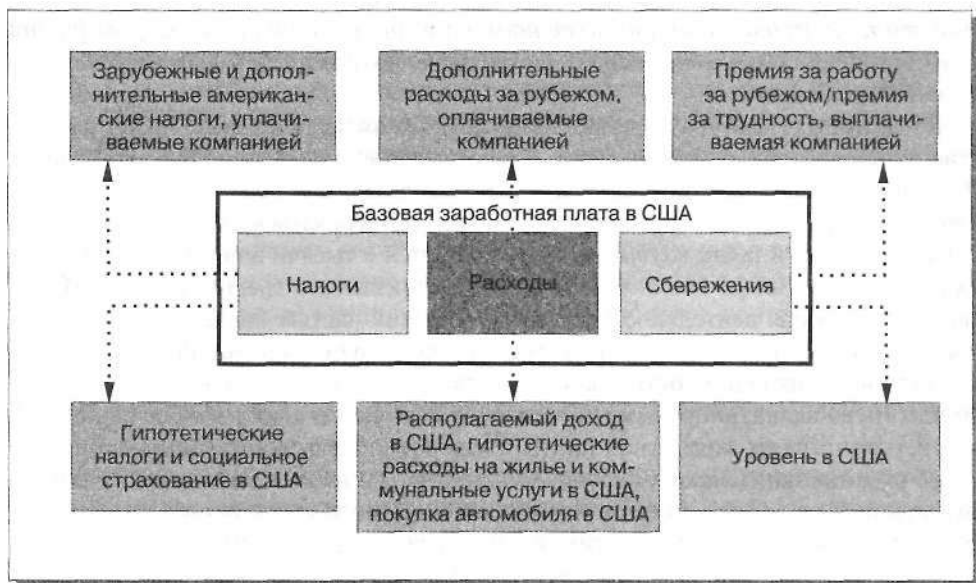 Зарубежные и допол-
нительные американ-
ские налоги, уплачи-
ваемые компанией
Дополнительные
расходы за рубежом,
оплачиваемые
компанией
Премия за работу
за рубежом/премия
за трудность, выплачи-
ваемая компанией
Базовая заработная плата в США
Налоги
Расходы
Сбережения
Гипотетические
налоги и социальное
страхование в США
Располагаемый доход
в США, гипотетические
расходы на жилье и ком-
мунальные услуги в США,
покупка автомобиля в США
Уровень в США